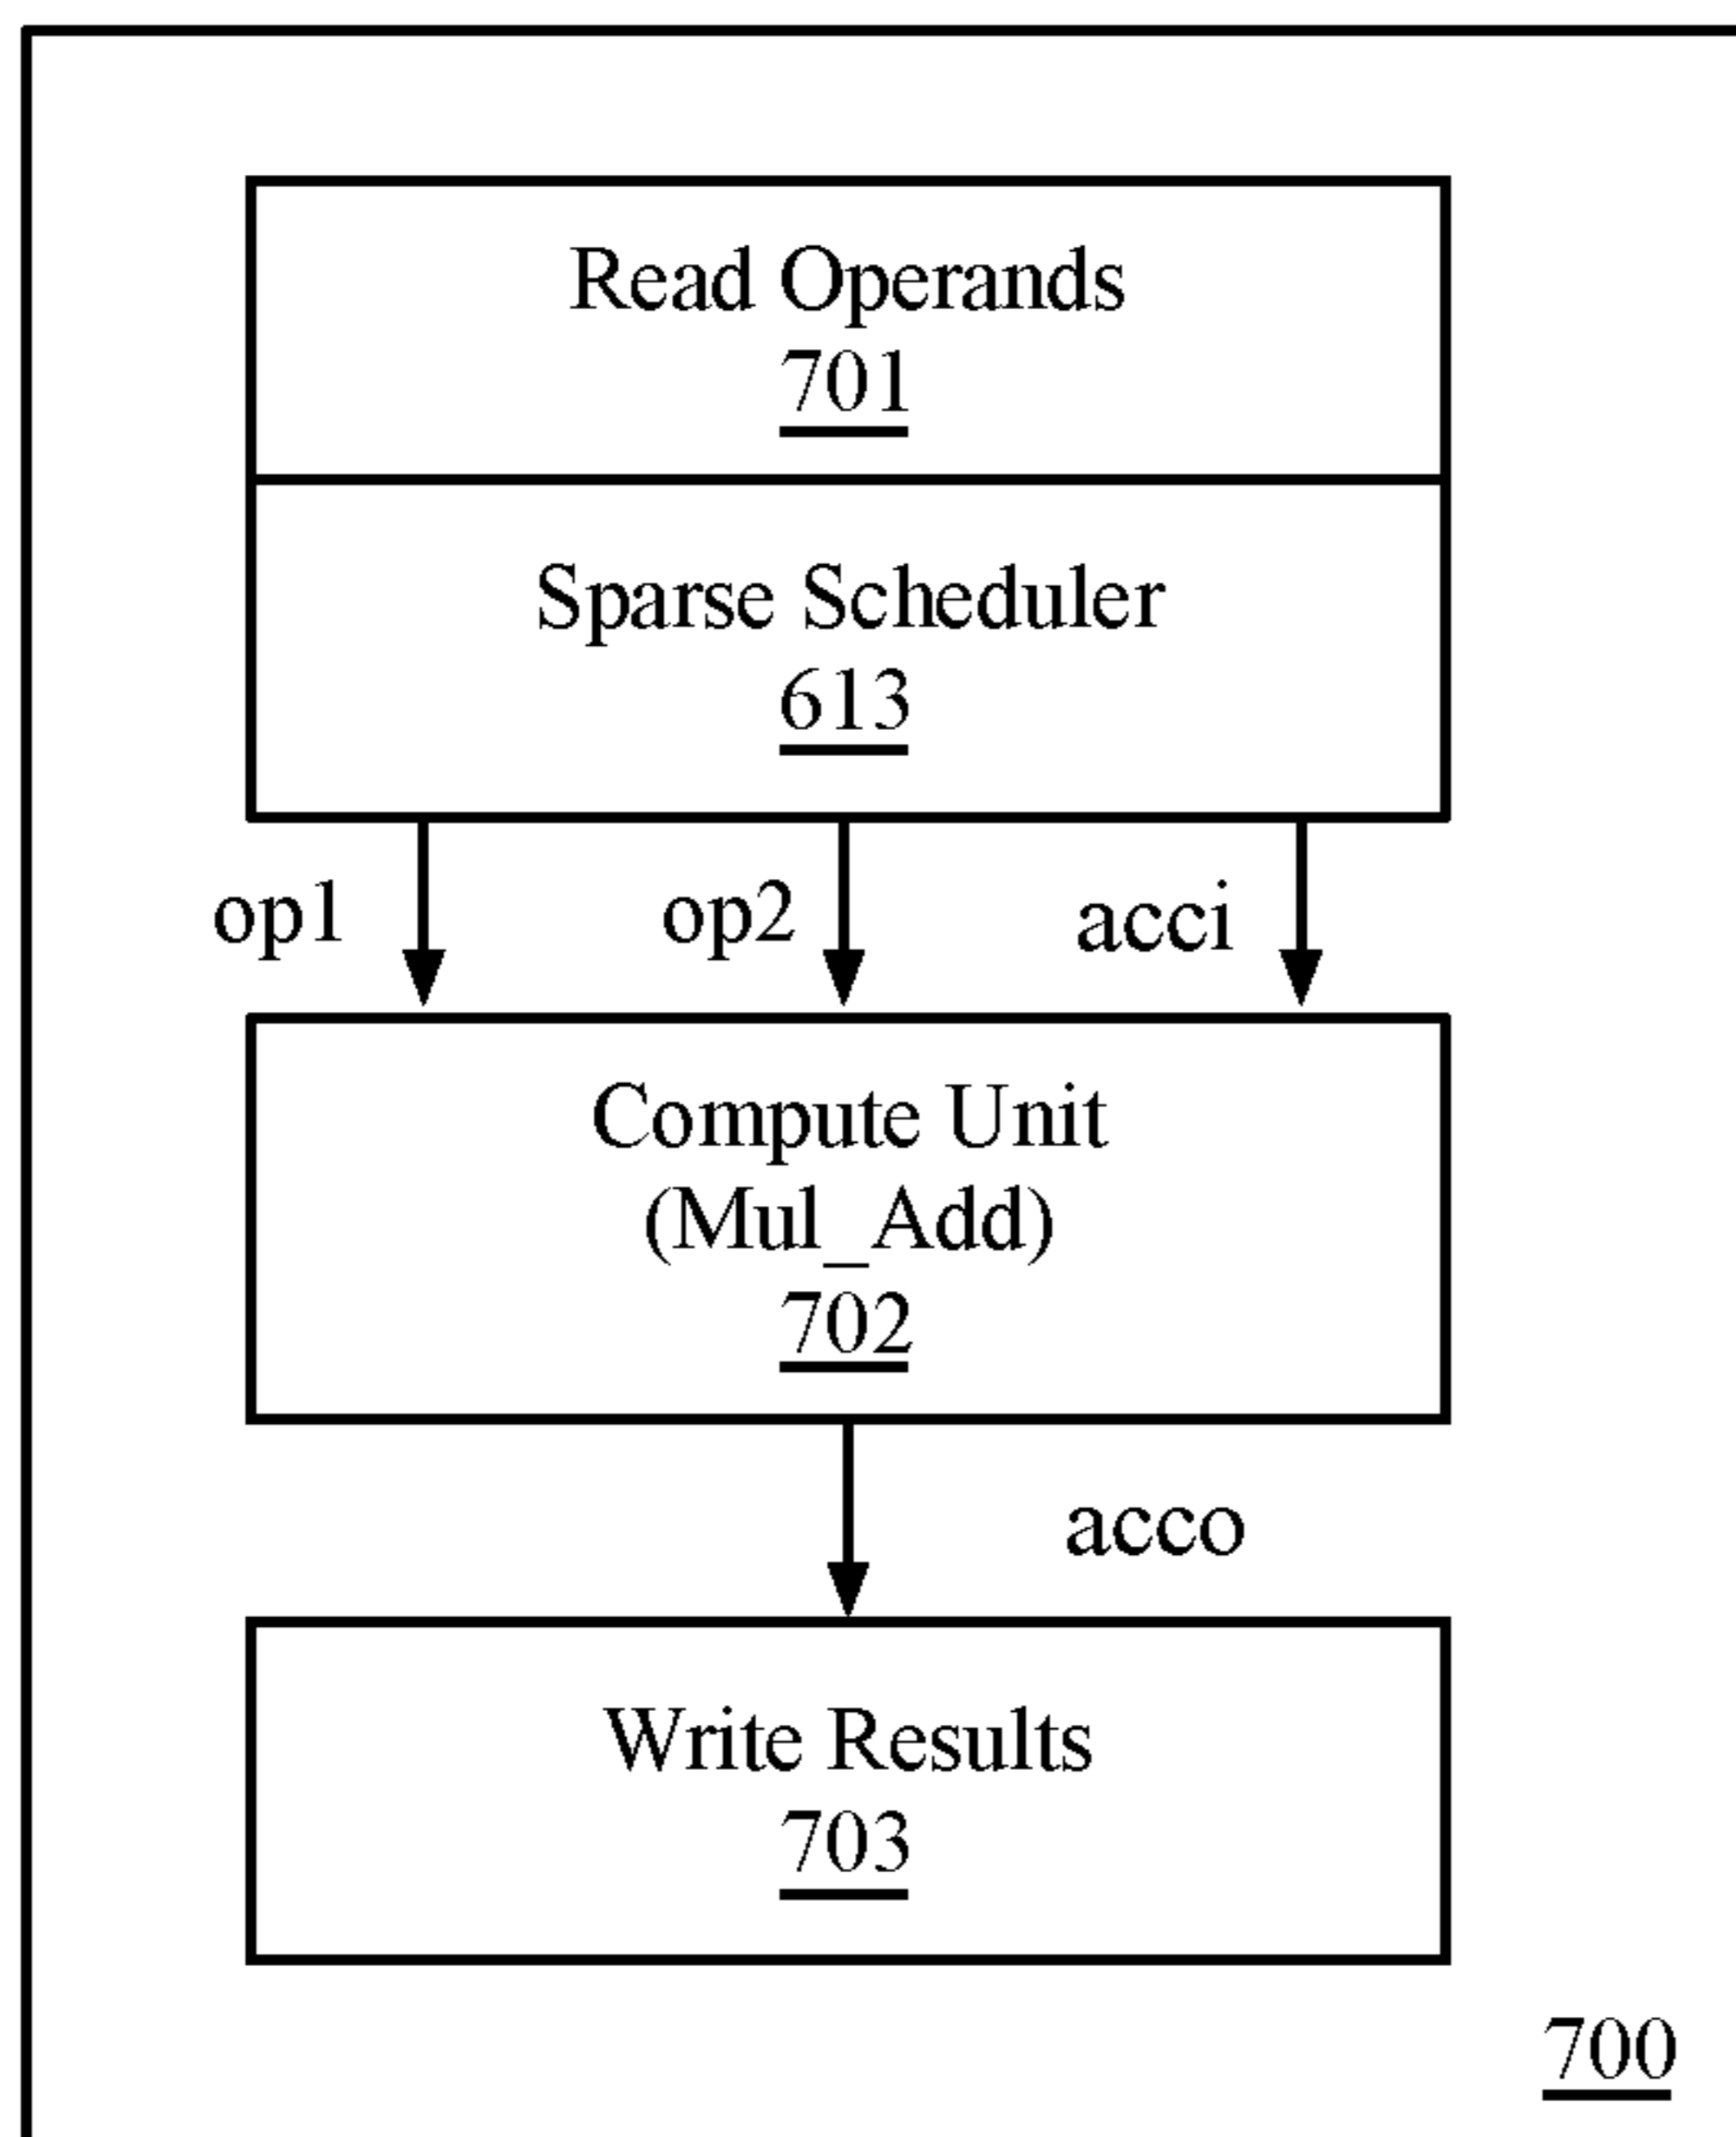 Read Operands
701
Sparse Scheduler
613
op1 op2 acci
Compute Unit
(Mul_Add)
702
acco
Write Results
703
700